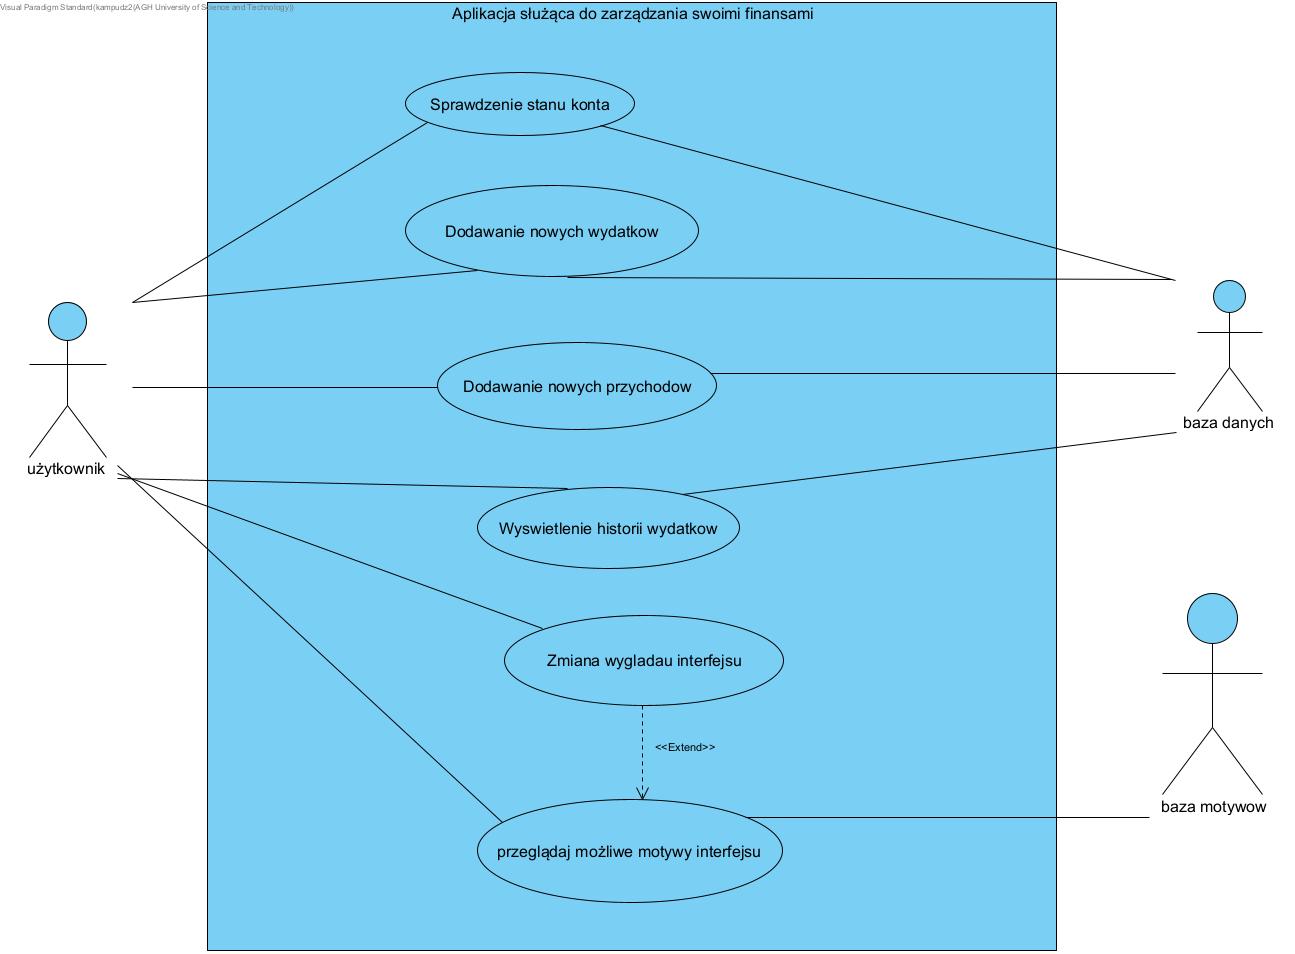 Visual Paradigm Standard(kampudz2(AGH University of Science and Technology))
Aplikacja służąca do zarządzania swoimi finansami
Sprawdzenie stanu konta
Dodawanie nowych wydatkow
Dodawanie nowych przychodow
baza danych
użytkownik
Wyswietlenie historii wydatkow
Zmiana wygladau interfejsu
<<Extend>>
baza motywow
przeglądaj możliwe motywy interfejsu